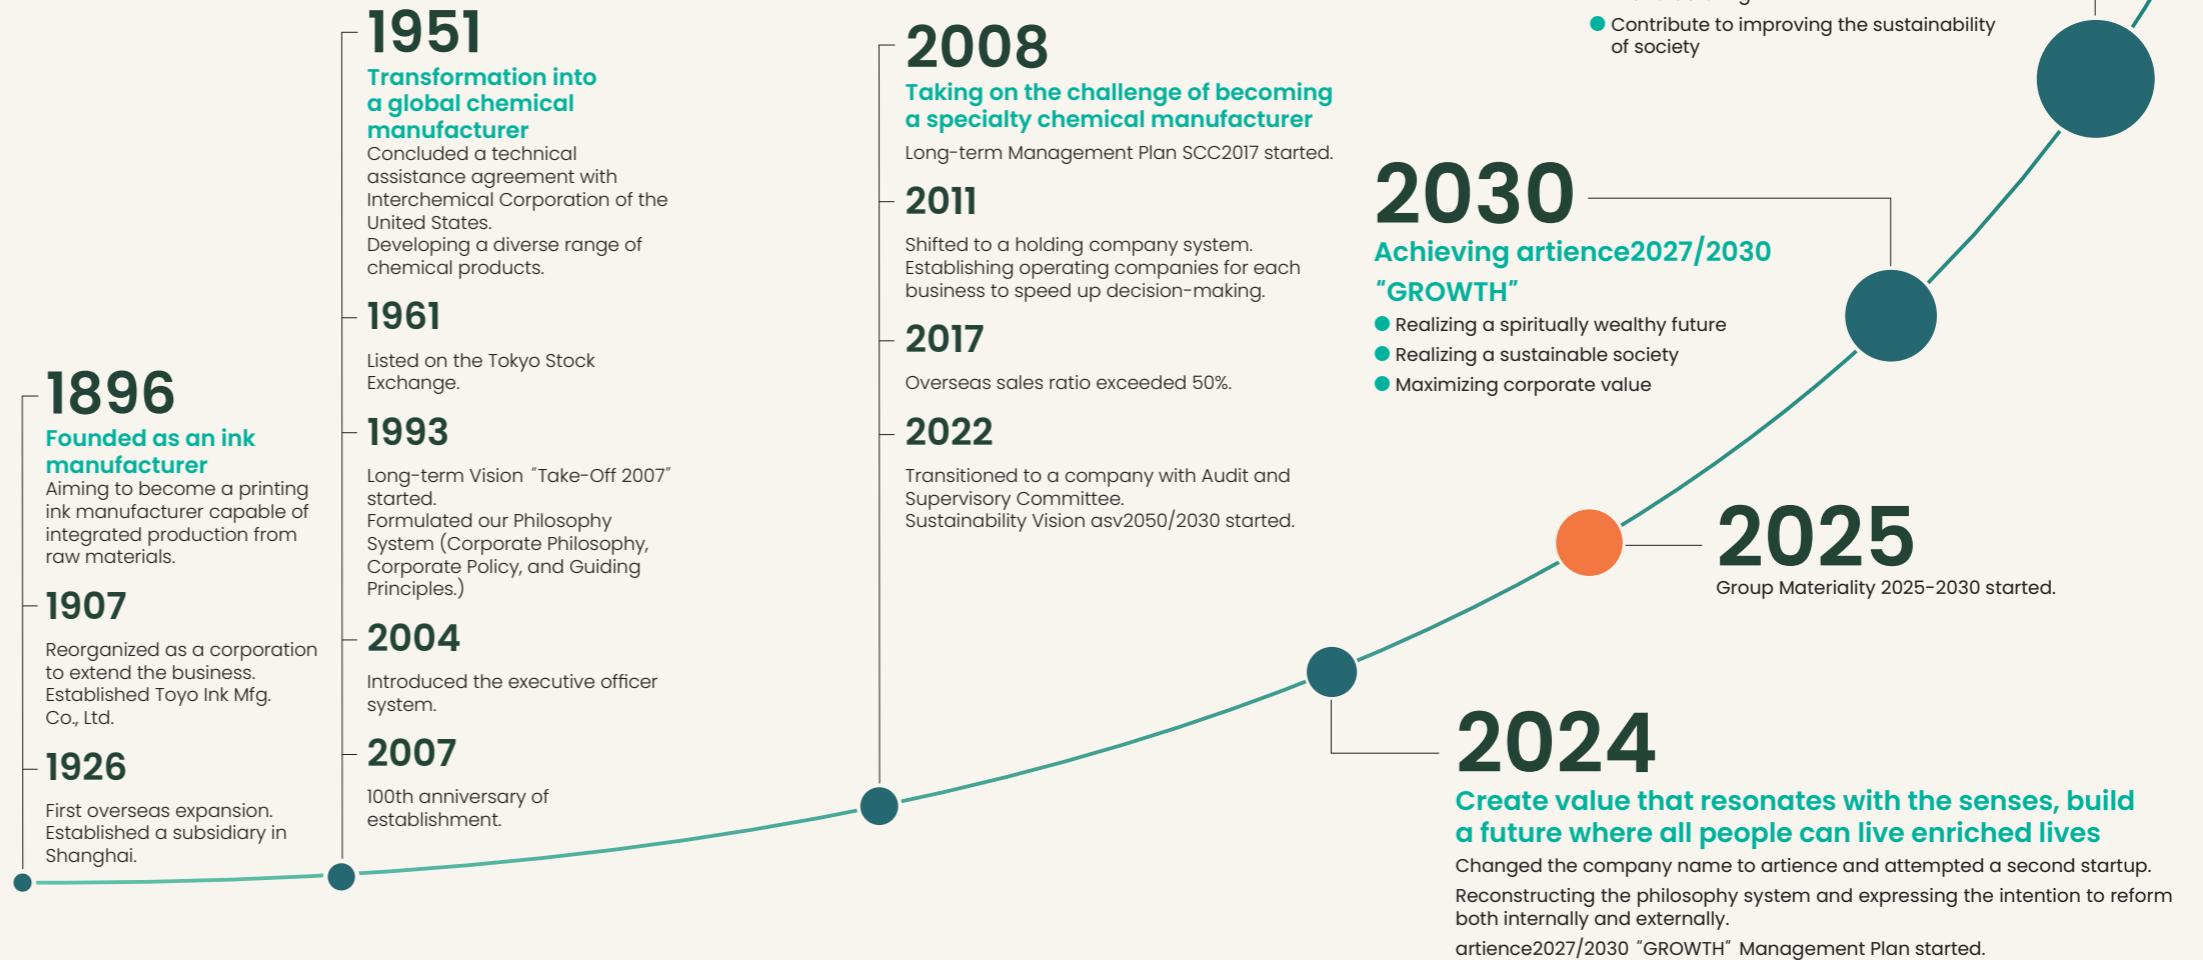 1896
Founded as an ink
manufacturer
Aiming to become a printing
ink manufacturer capable of
integrated production from
raw materials.
1907
Reorganized as a corporation
to extend the business.
Established Toyo Ink Mfg.
Co., Ltd.
1926
First overseas expansion.
Established a subsidiary in
Shanghai.
1951
Transformation into
a global chemical
manufacturer
Concluded a technical
assistance agreement with
Interchemical Corporation of the
United States.
Developing a diverse range of
chemical products.
1961
Listed on the Tokyo Stock
Exchange.
1993
Long-term Vision “Take-Off 2007”
started.
Formulated our Philosophy
System (Corporate Philosophy,
Corporate Policy, and Guiding
Principles.)
2004
Introduced the executive officer
system.
2007
100th anniversary of
establishment.
2008
Taking on the challenge of becoming
a specialty chemical manufacturer
Long-term Management Plan SCC2017 started.
2011
Shifted to a holding company system.
Establishing operating companies for each
business to speed up decision-making.
2017
Overseas sales ratio exceeded 50%.
2022
Transitioned to a company with Audit and
Supervisory Committee.
Sustainability Vision asv2050/2030 started.
2024
Create value that resonates with the senses, build
a future where all people can live enriched lives
Changed the company name to artience and attempted a second startup.
Reconstructing the philosophy system and expressing the intention to reform
both internally and externally.
artience2027/2030 “GROWTH” Management Plan started.
2025
Group Materiality 2025-2030 started.
2030
Achieving artience2027/2030
“GROWTH”
Realizing a spiritually wealthy future
Realizing a sustainable society
Maximizing corporate value
Contribute to improving the sustainability
of society